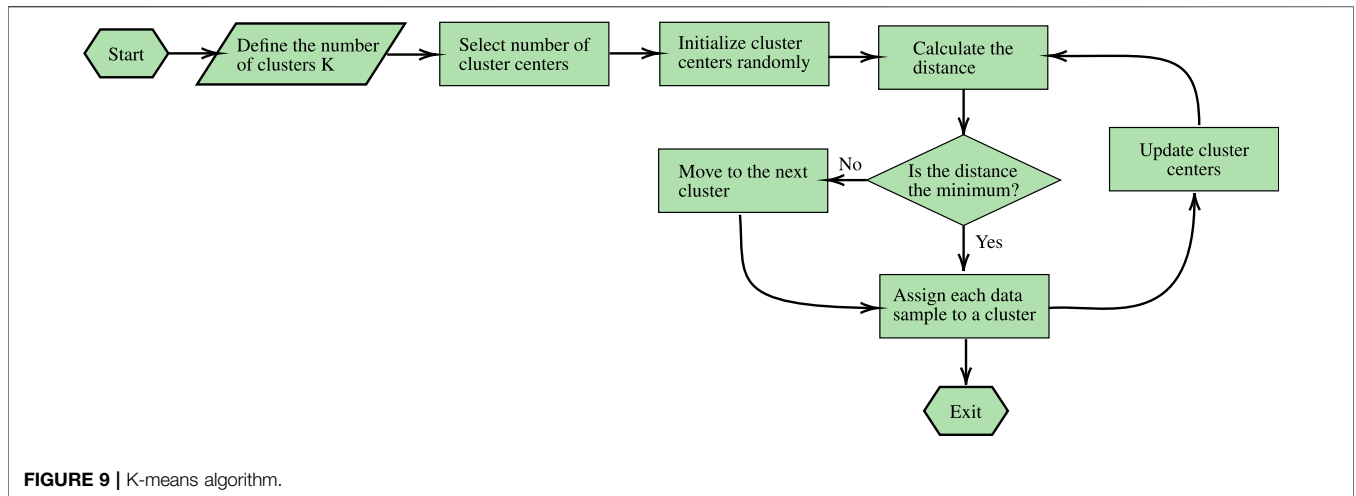 Start
Define the number
of clusters K
Select number of
cluster centers
Initialize cluster
centers randomly
Calculate the
distance
Update cluster
centers
Move to the next
cluster
No
Is the distance
the minimum?
Yes
Assign each data
sample to a cluster
Exit
FIGURE 9 | K-means algorithm.